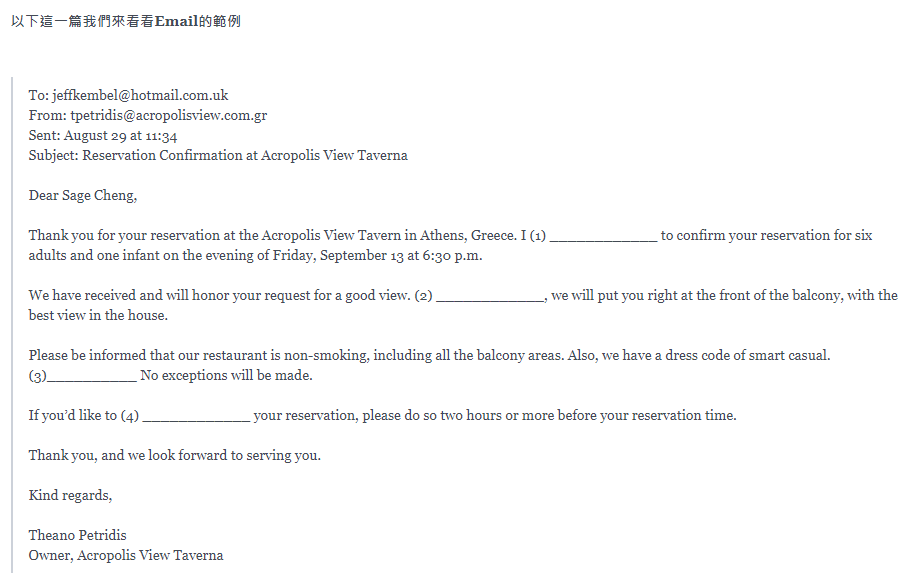 以下這一篇我們來看看Email的範例
To: jeffkembel@hotmail.com.uk
From: tpetridis@acropolisview.com.gr
Sent: August 29 at 11:34
Subject: Reservation Confirmation at Acropolis View Taverna
Dear Sage Cheng,
Thank you for your reservation at the Acropolis View Tavern in Athens, Greece. I (1) ____________ to confirm your reservation for six
adults and one infant on the evening of Friday, September 13 at 6:30 p.m.
We have received and will honor your request for a good view. (2) ____________, we will put you right at the front of the balcony, with the
best view in the house.
Please be informed that our restaurant is non-smoking, including all the balcony areas. Also, we have a dress code of smart casual.
(3)__________ No exceptions will be made.
If you’d like to (4) ____________ your reservation, please do so two hours or more before your reservation time.
Thank you, and we look forward to serving you.
Kind regards,
Theano Petridis
Owner, Acropolis View Taverna